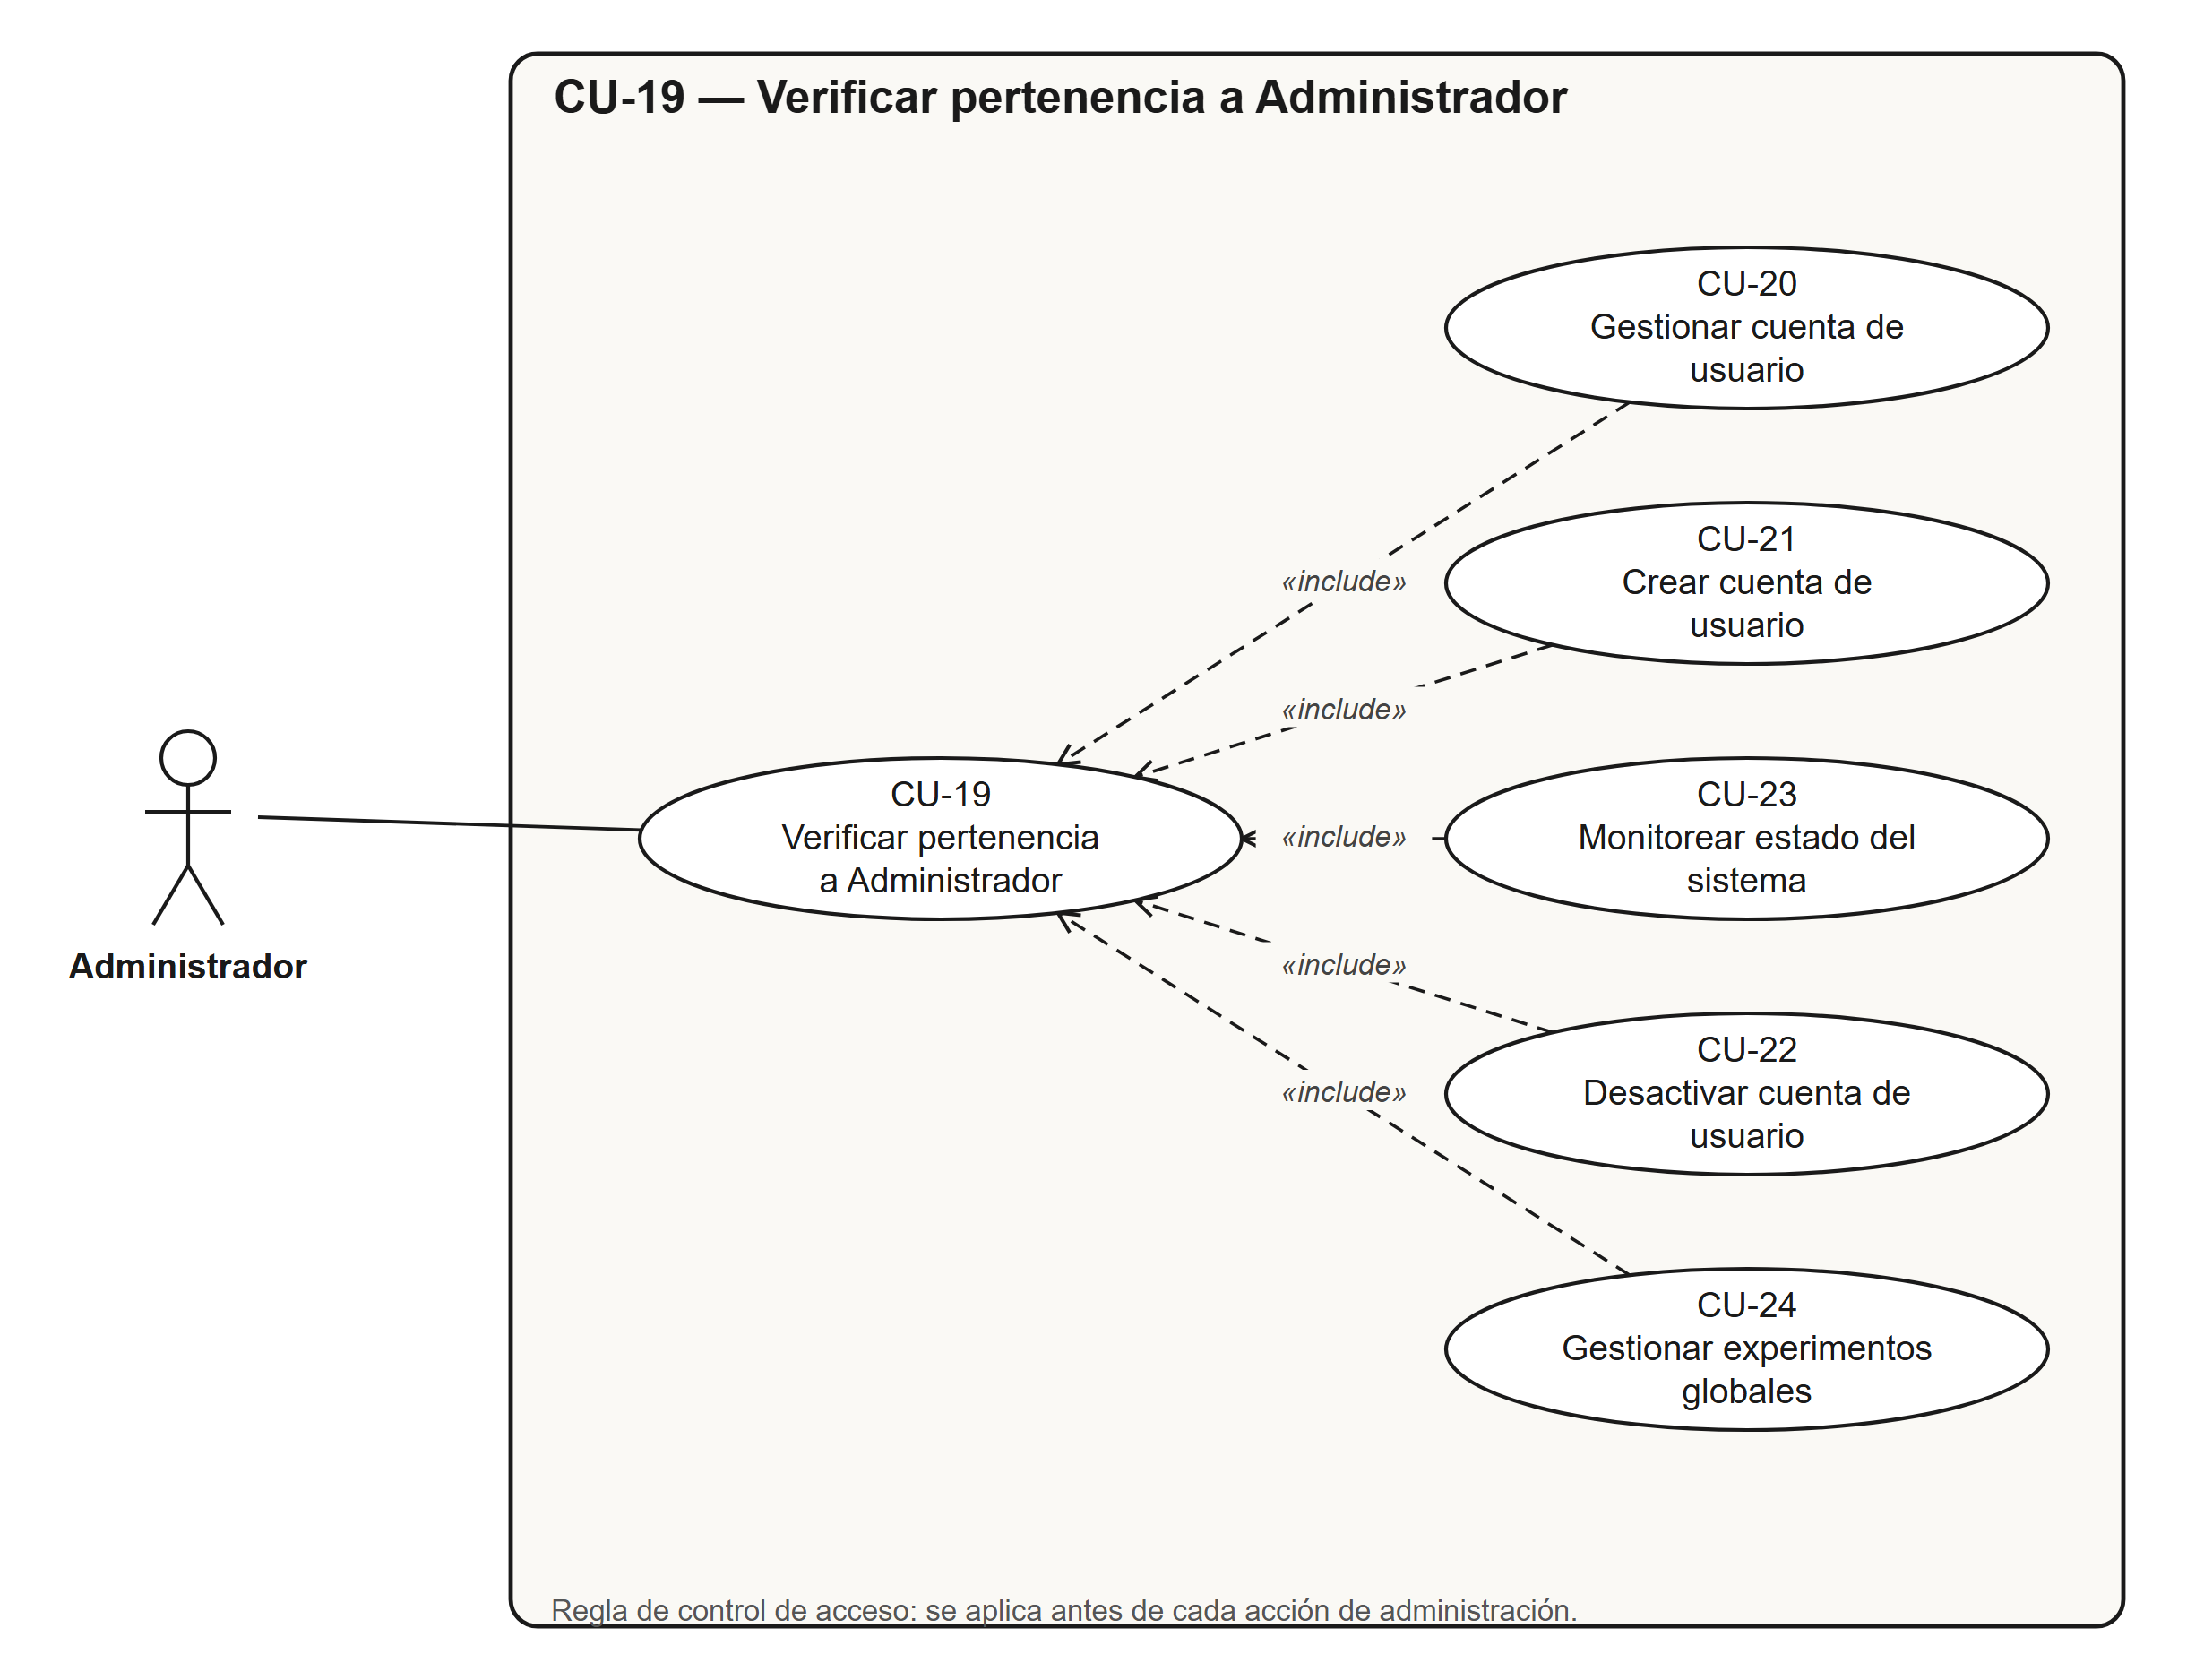 CU-19 — Verificar pertenencia a Administrador
CU-20
Gestionar cuenta de
usuario
«include»
CU-21
Crear cuenta de
usuario
«include»
Administrador
CU-19
Verificar pertenencia
a Administrador
«include»
CU-23
Monitorear estado del
sistema
«include»
CU-22
Desactivar cuenta de
usuario
«include»
CU-24
Gestionar experimentos
globales
Regla de control de acceso: se aplica antes de cada acción de administración.